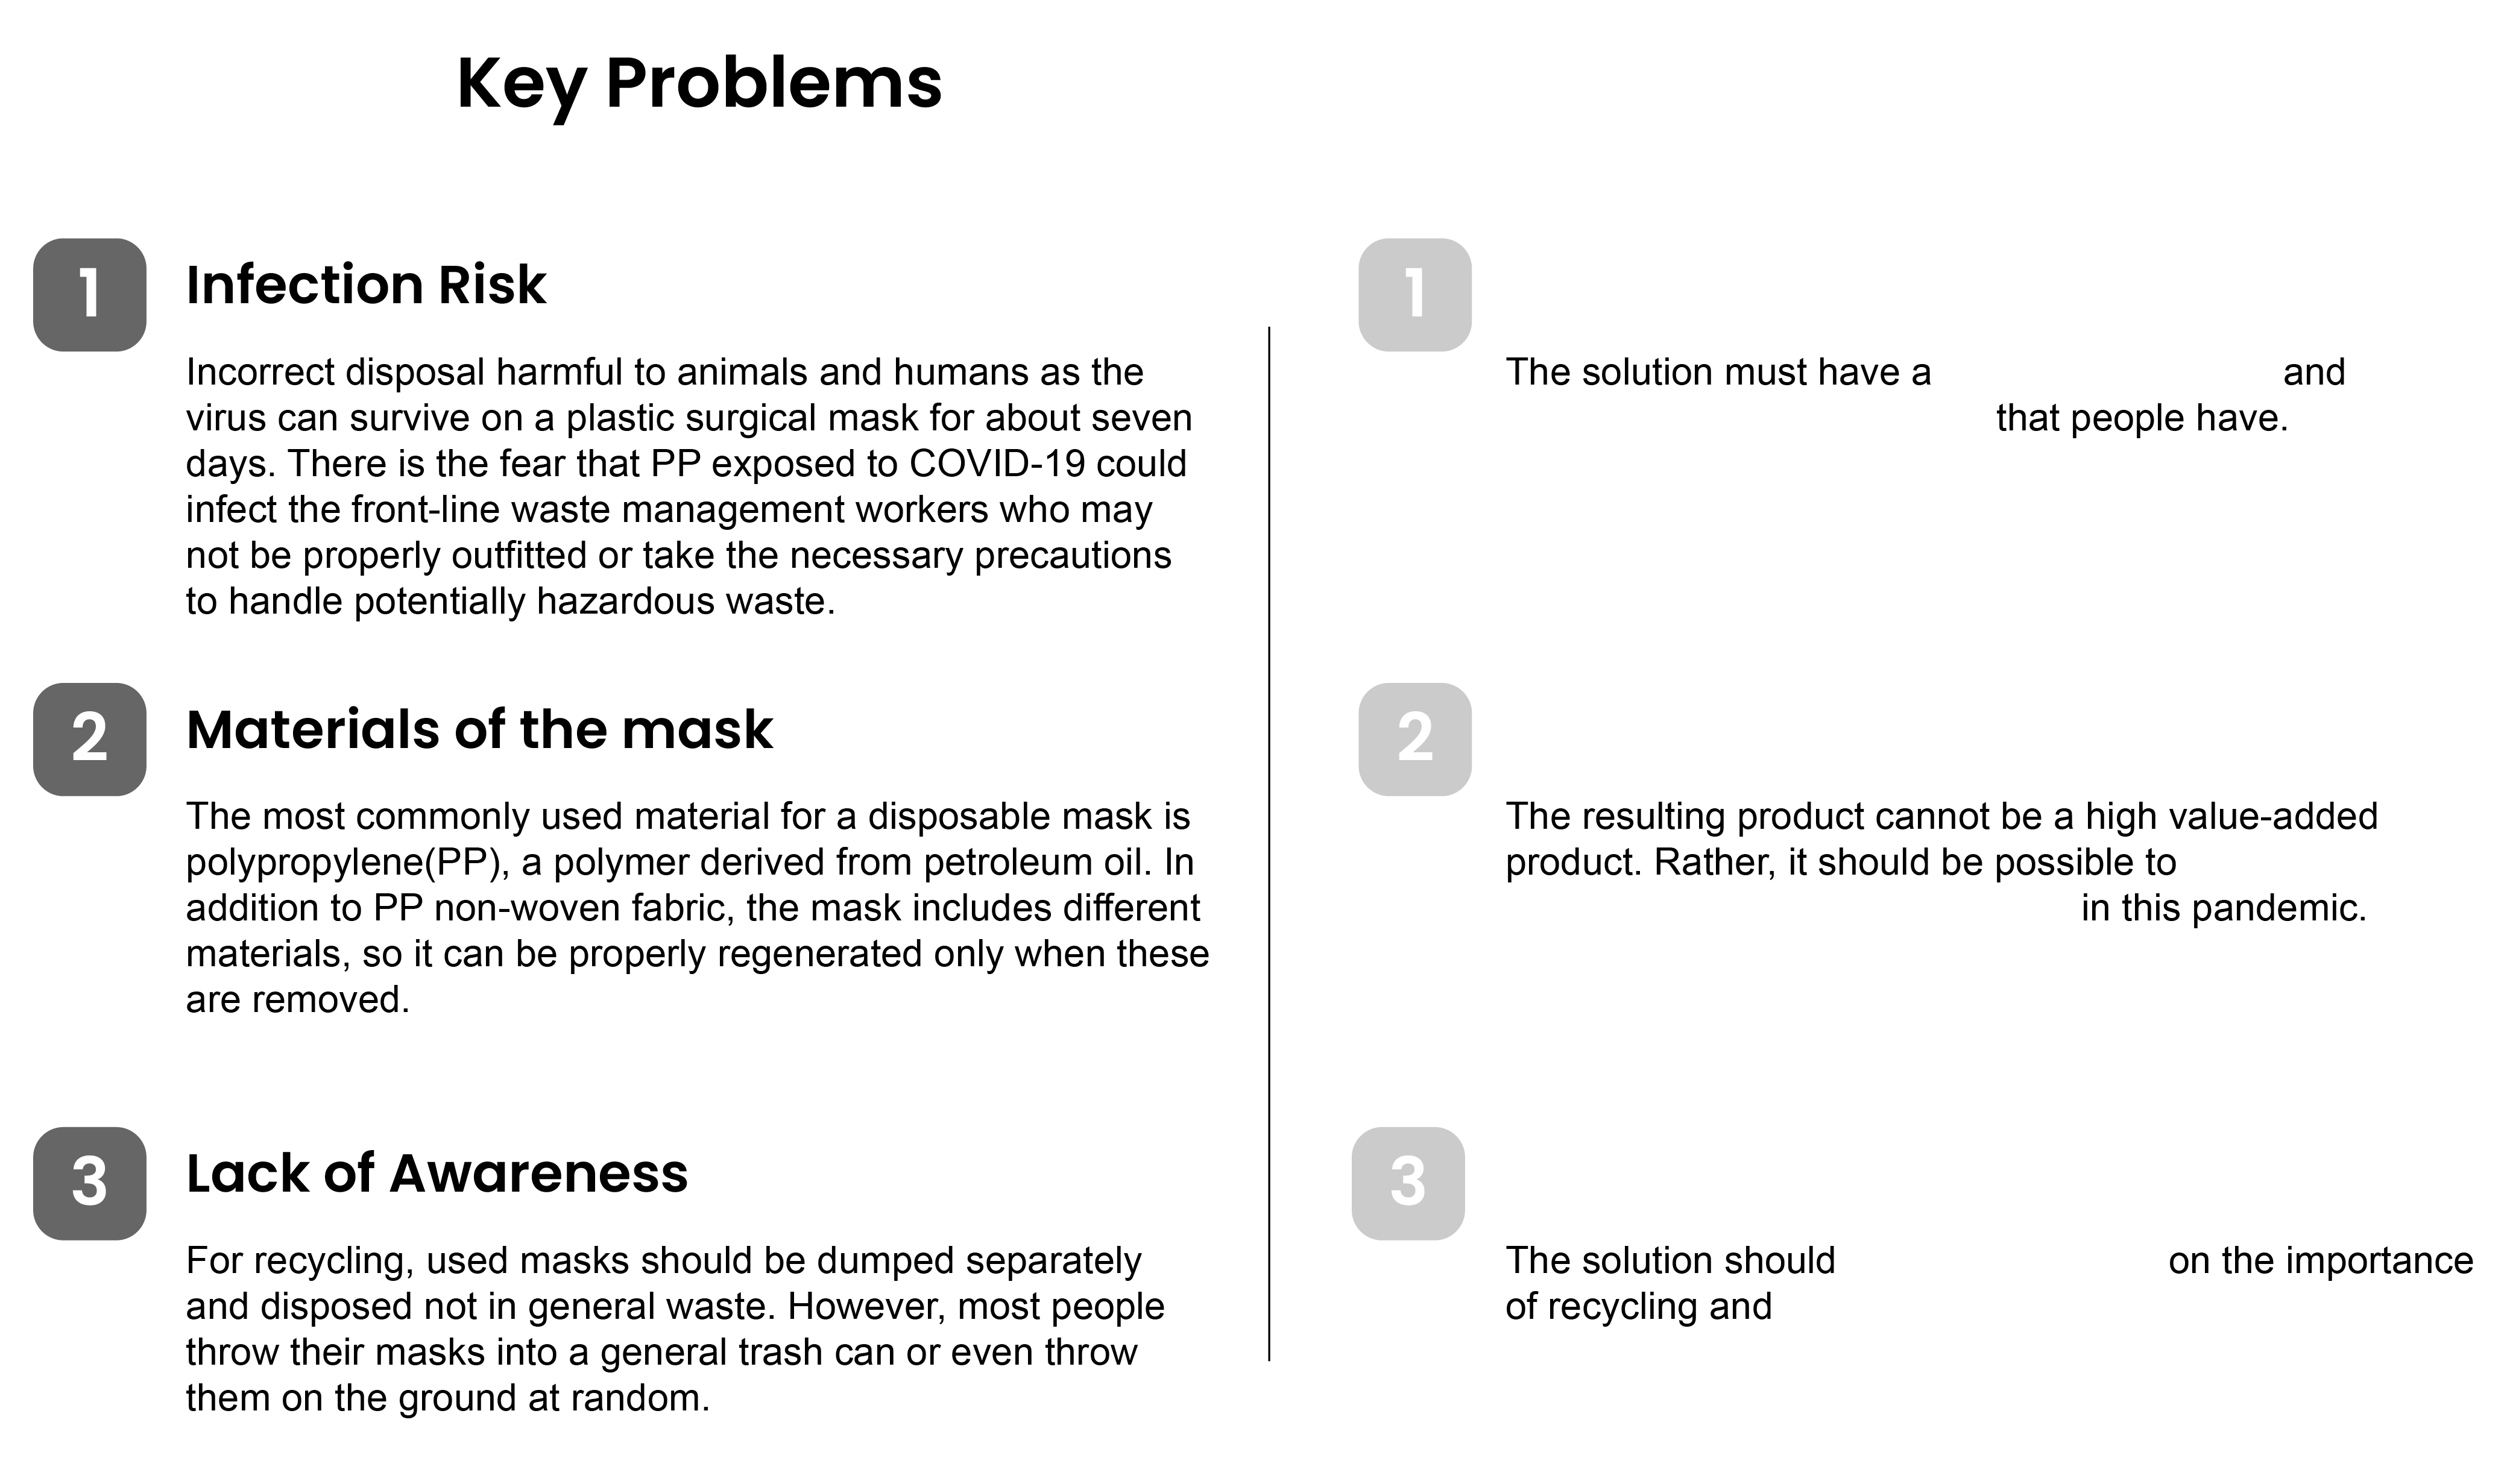 Key Problems
1
Infection Risk
Incorrect disposal harmful to animals and humans as the
virus can survive on a plastic surgical mask for about seven
days. There is the fear that PP exposed to COVID-19 could
infect the front-line waste management workers who may
not be properly outfitted or take the necessary precautions
to handle potentially hazardous waste.
2
Materials of the mask
The most commonly used material for a disposable mask is
polypropylene(PP), a polymer derived from petroleum oil. In
addition to PP non-woven fabric, the mask includes different
materials, so it can be properly regenerated only when these
are removed.
3
Lack of Awareness
For recycling, used masks should be dumped separately
and disposed not in general waste. However, most people
throw their masks into a general trash can or even throw
them on the ground at random.
1
The solution must have a and
that people have.
2
The resulting product cannot be a high value-added
product. Rather, it should be possible to
in this pandemic.
3
The solution should on the importance
of recycling and